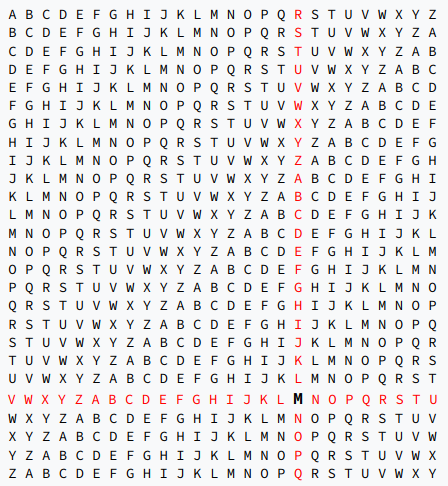 A B C D E F G H I J K L M N O P Q R S T U V W X Y Z
B C D E F G H I J K L M N O P Q R S T U V W X Y Z A
C D E F G H I J K L M N O P Q R S T U V W X Y Z A B
D E F G H I J K L M N O P Q R S T U V W X Y Z A B C
E F G H I J K L M N O P Q R S T U V W X Y Z A B C D
F G H I J K L M N O P Q R S T U V W X Y Z A B C D E
G H I J K L M N O P Q R S T U V W X Y Z A B C D E F
H I J K L M N O P Q R S T U V W X Y Z A B C D E F G
I J K L M N O P Q R S T U V W X Y Z A B C D E F G H
J K L M N O P Q R S T U V W X Y Z A B C D E F G H I
K L M N O P Q R S T U V W X Y Z A B C D E F G H I J
L M N O P Q R S T U V W X Y Z A B C D E F G H I J K
M N O P Q R S T U V W X Y Z A B C D E F G H I J K L
N O P Q R S T U V W X Y Z A B C D E F G H I J K L M
O P Q R S T U V W X Y Z A B C D E F G H I J K L M N
P Q R S T U V W X Y Z A B C D E F G H I J K L M N O
Q R S T U V W X Y Z A B C D E F G H I J K L M N O P
R S T U V W X Y Z A B C D E F G H I J K L M N O P Q
S T U V W X Y Z A B C D E F G H I J K L M N O P Q R
T U V W X Y Z A B C D E F G H I J K L M N O P Q R S
U V W X Y Z A B C D E F G H I J K L M N O P Q R S T
V W X Y Z A B C D E F G H I J K L M N O P Q R S T U
W X Y Z A B C D E F G H I J K L M N O P Q R S T U V
X Y Z A B C D E F G H I J K L M N O P Q R S T U V W
Y Z A B C D E F G H I J K L M N O P Q R S T U V W X
Z A B C D E F G H I J K L M N O P Q R S T U V W X Y